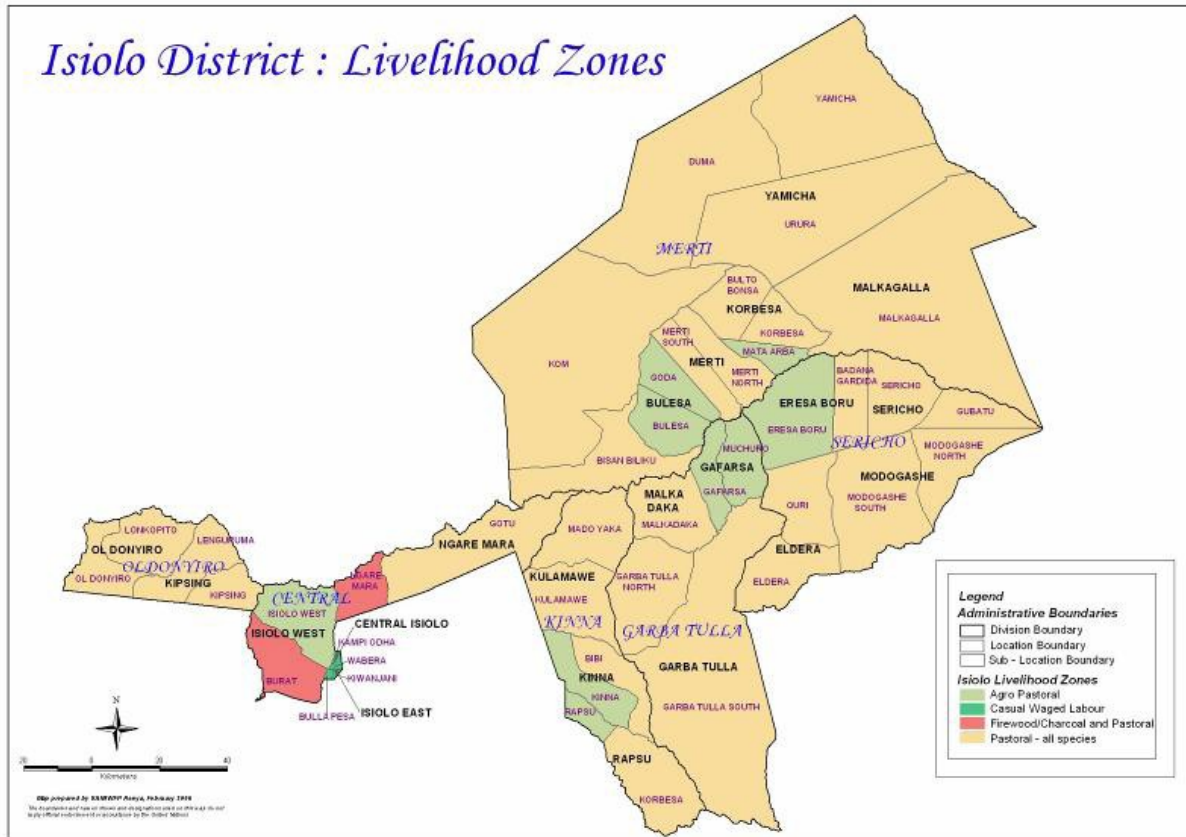 Isiolo District : Livelihood Zones
YAMICHA
DUMA
YAMICHA
URURA
MERTI
BULTO
BONSA
KORBESA
MALKAGALLA
MALKAGALLA
KORBESA
MERTI
SOUTH
MERTI
MATA ARBA
MERTI
NORTH
KOM
GODA
BULESA
BULESA
BADANA
GARDIDA
SERICHO
ERESA BORU
SERICHO
GUBATU
ERESA BORU
SERICHO
MODOGASHE
NORTH
MUCHURO
GAFARSA
GAFARSA
BISAN BILIKU
MODOGASHE
MODOGASHE
SOUTH
QURI
MALKA
DAKA
MALKADAKA
GOTU
MADO YAKA
NGARE MARA
LONKOPITO
LENGURUMA
OL DONYIRO
OLDONYIRO
OL DONYIRO
KIPSING
KIPSING
ELDERA
ELDERA
KULAMAWE
KULAMAWE
GARBA TULLA
NORTH
NGARE
MARA
CENTRAL
ISIOLO WEST
ISIOLO WEST
KINNA
GARBA TULLA
CENTRAL ISIOLO
KAMPI ODHA
WABERA
KIWANJANI
BURAT
BULLA PESA
ISIOLO EAST
BIBI
KINNA
KINNA
RAPSU
GARBA TULLA
GARBA TULLA SOUTH
RAPSU
KORBESA
Legend
Administrative Boundaries
Division Boundary
Location Boundary
Sub - Location Boundary
Isiolo Livelihood Zones
Agro Pastoral
Casual Waged Labour
Firewood/Charcoal and Pastoral
Pastoral - all species
N
20 0 20 40
Kilometers